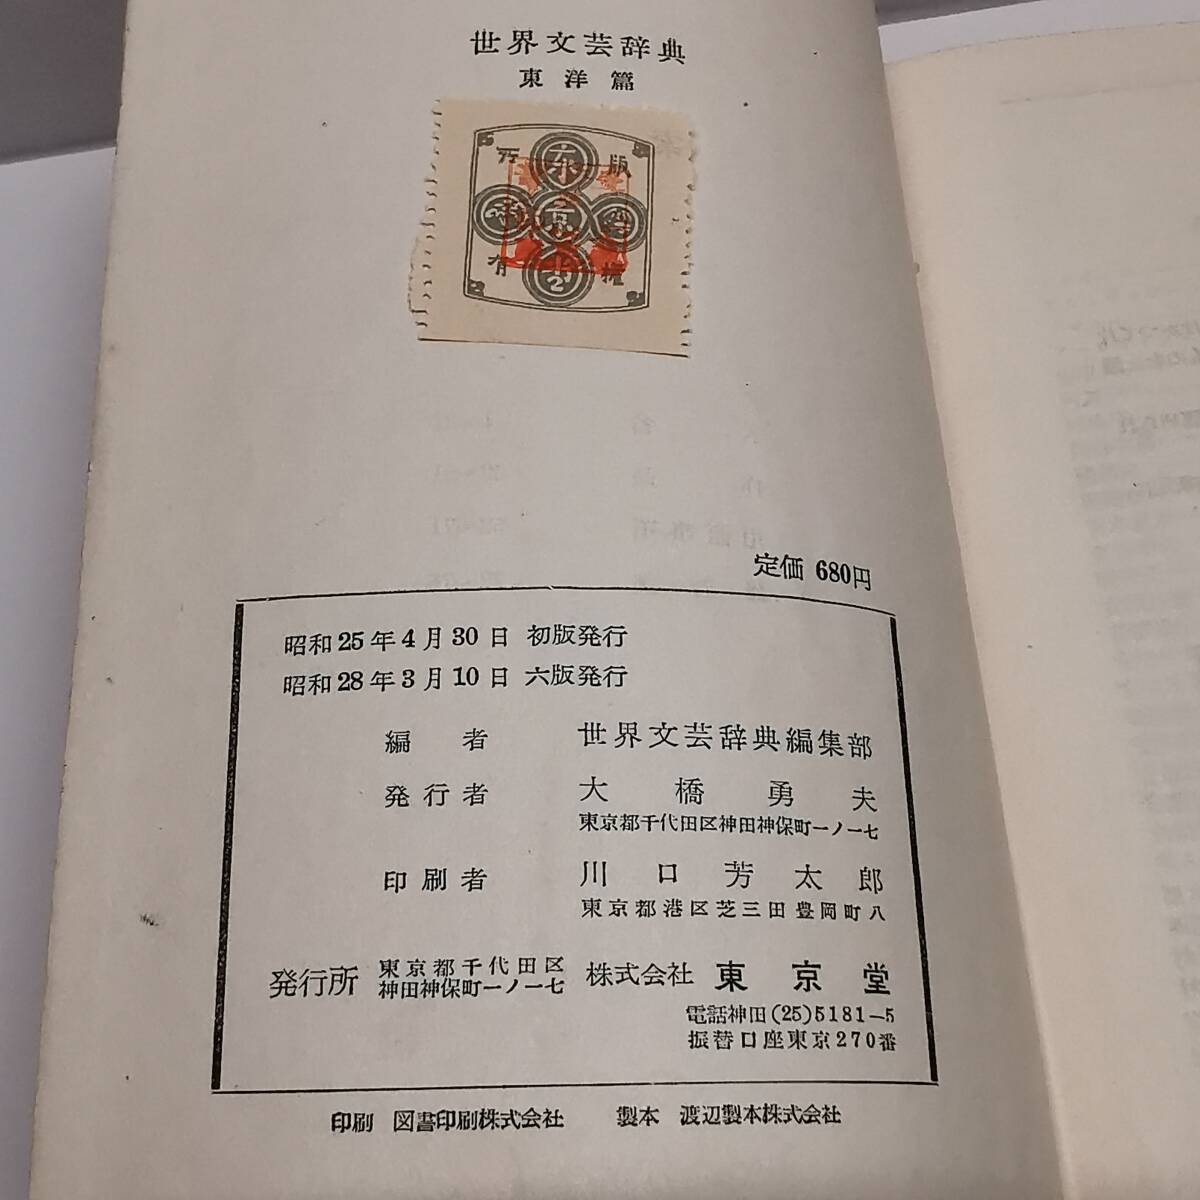 世界文芸辞典
東洋篇
版
権
所
有
東
京
定価 680円
昭和25年4月30日 初版発行
昭和28年3月10日 六版発行
編者 世界文芸辞典編集部
発行者 大橋勇夫
東京都千代田区神田神保町一ノ一七
印刷者 川口芳太郎
東京都港区芝三田豊岡町八
発行所 東京都千代田区神田神保町一ノ一七 株式会社 東京堂
電話神田(25)5181—5
振替口座東京270番
印刷 図書印刷株式会社 製本 渡辺製本株式会社